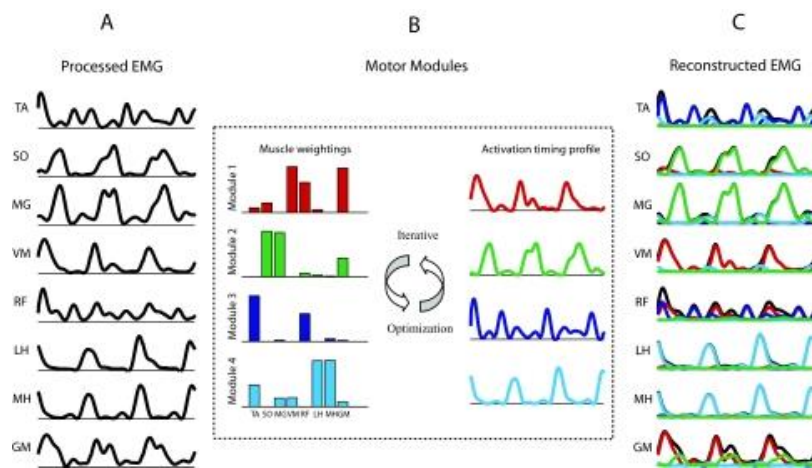 A
B
C
Processed EMG
Motor Modules
Reconstructed EMG
TA
SO
MG
VM
RF
LH
MH
GM
Muscle weightings
Activation timing profile
Module 1
Module 2
Module 3
Module 4
Iterative
Optimization
TA SO MG VM RF LH MH GM
TA
SO
MG
VM
RF
LH
MH
GM